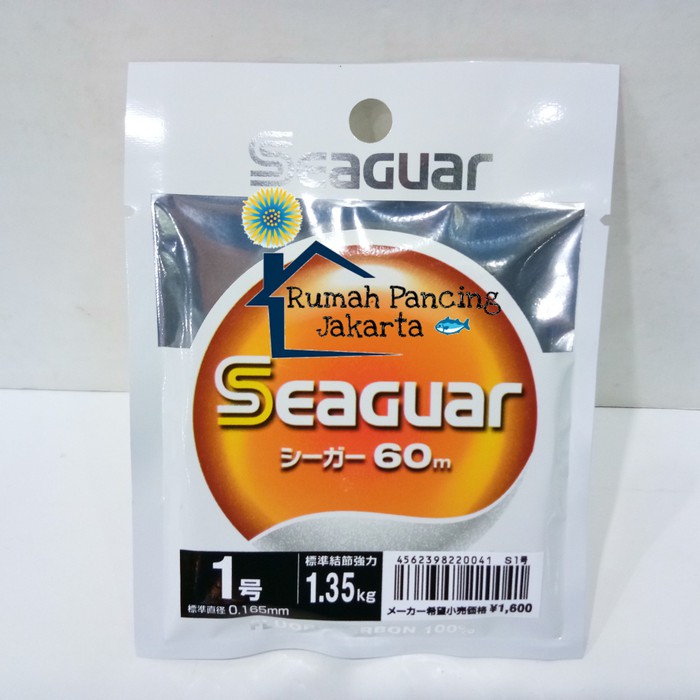 Seaguar
Rumah Pancing
Jakarta
Seaguar
シーガー 60m
1号
標準直径 0.165mm
標準結節強力
1.35kg
4562398220041 S1号
メーカー希望小売価格 ¥1,600
100%